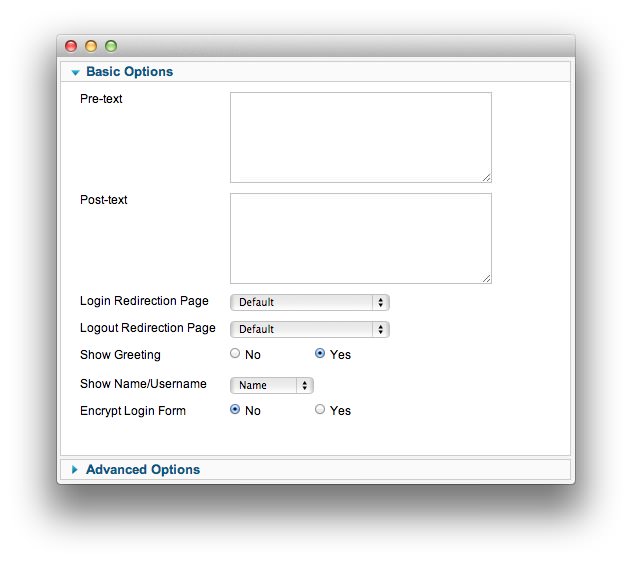 Basic Options
Pre-text
Post-text
Login Redirection Page Default
Logout Redirection Page Default
Show Greeting No Yes
Show Name/Username Name
Encrypt Login Form No Yes
Advanced Options